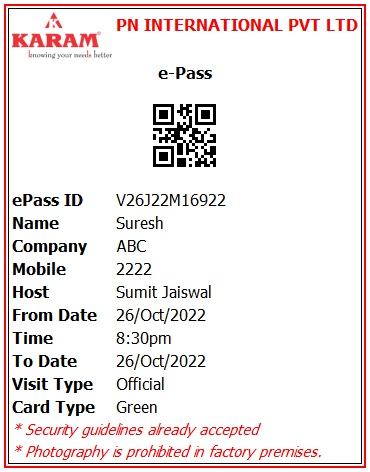 PN INTERNATIONAL PVT LTD
KARAM®
knowing your needs better
e-Pass
ePass ID V26J22M16922
Name Suresh
Company ABC
Mobile 2222
Host Sumit Jaiswal
From Date 26/Oct/2022
Time 8:30pm
To Date 26/Oct/2022
Visit Type Official
Card Type Green
* Security guidelines already accepted
* Photography is prohibited in factory premises.